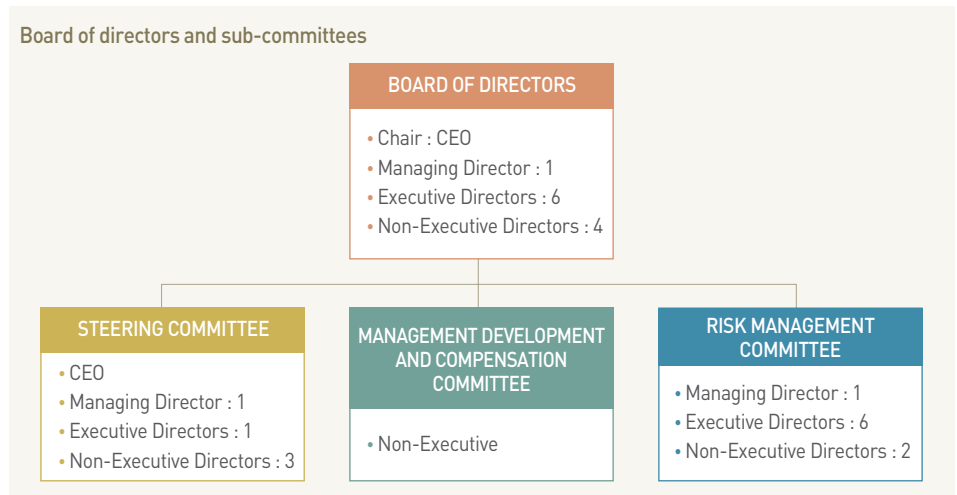 Board of directors and sub-committees
BOARD OF DIRECTORS
• Chair : CEO
• Managing Director : 1
• Executive Directors : 6
• Non-Executive Directors : 4
STEERING COMMITTEE
• CEO
• Managing Director : 1
• Executive Directors : 1
• Non-Executive Directors : 3
MANAGEMENT DEVELOPMENT
AND COMPENSATION
COMMITTEE
• Non-Executive
RISK MANAGEMENT
COMMITTEE
• Managing Director : 1
• Executive Directors : 6
• Non-Executive Directors : 2